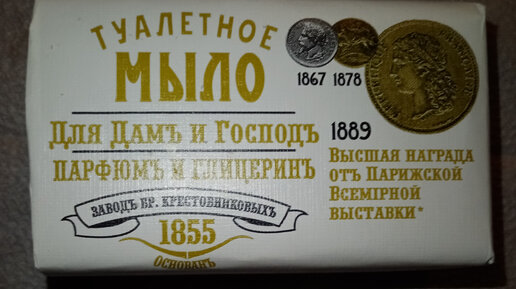 ТУАЛЕТНОЕ
МЫЛО
Для Дамъ и Господъ
ПАРФЮМЪ И ГЛИЦЕРИНЪ
ЗАВОДЪ БР. КРЕСТОВНИКОВЫХЪ
1855
ОСНОВАНЪ
1867 1878
1889
Высшая награда
отъ Парижской
Всемiрной
выставки*